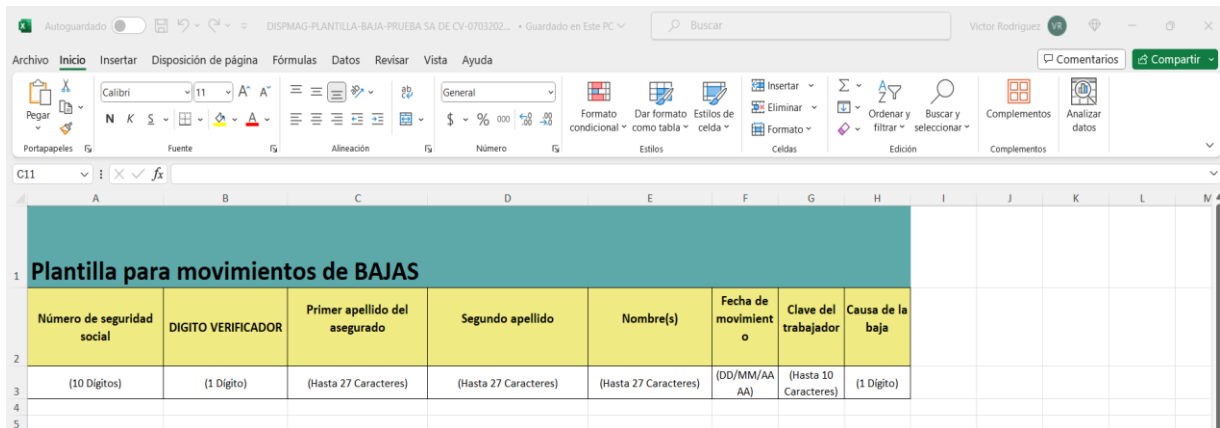 Autoguardado DISPMAG-PLANTILLA-BAJA-PRUEBA SA DE CV-0703202... • Guardado en Este PC Buscar Victor Rodriguez VR
Archivo Inicio Insertar Disposición de página Fórmulas Datos Revisar Vista Ayuda Comentarios Compartir
Pegar
Portapapeles
Calibri 11 A A
N K S A
Fuente
ab
Alineación
General
$ % 000
Número
Formato condicional
Dar formato como tabla
Estilos de celda
Estilos
Insertar
Eliminar
Formato
Celdas
Ordenar y filtrar
Buscar y seleccionar
Edición
Complementos
Complementos
Analizar datos
C11 fx
A B C D E F G H I J K L M
1 Plantilla para movimientos de BAJAS
2
Número de seguridad social
DIGITO VERIFICADOR
Primer apellido del asegurado
Segundo apellido
Nombre(s)
Fecha de movimient o
Clave del trabajador
Causa de la baja
3
(10 Dígitos)
(1 Dígito)
(Hasta 27 Caracteres)
(Hasta 27 Caracteres)
(Hasta 27 Caracteres)
(DD/MM/AA AA)
(Hasta 10 Caracteres)
(1 Dígito)
4
5